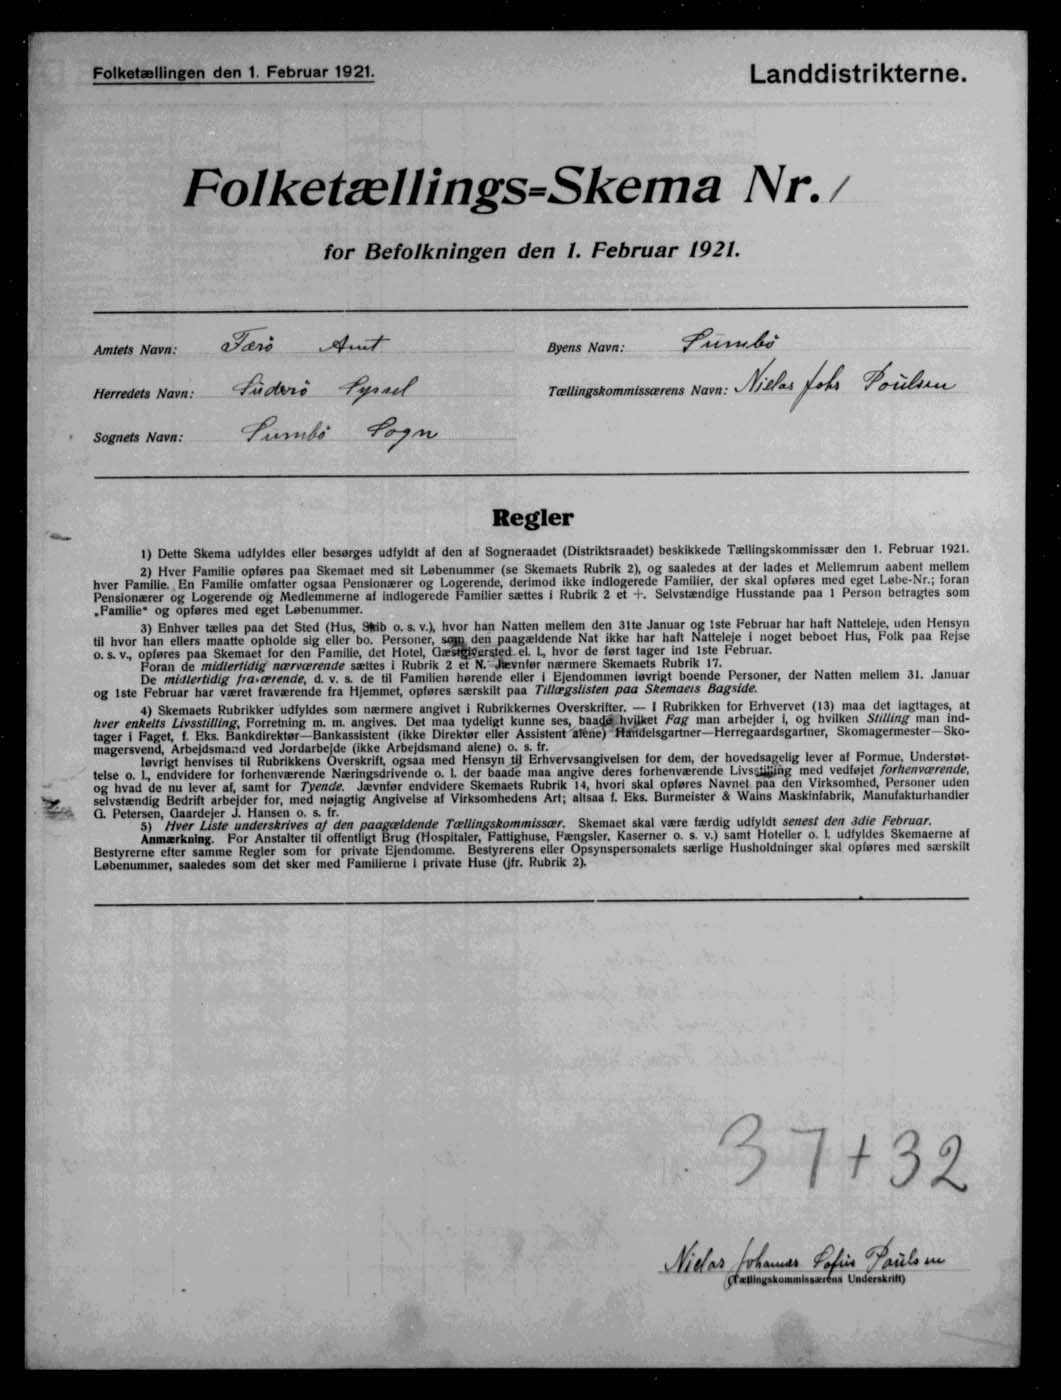 Folketællingen den 1. Februar 1921.
Landdistrikterne.
Folketællings=Skema Nr. 1
for Befolkningen den 1. Februar 1921.
Amtets Navn: Færø Amt
Byens Navn: Sumbø
Herredets Navn: Süderø Syssel
Tællingskommissærens Navn: Nielas Johs Poulsen
Sognets Navn: Sumbø Sogn
Regler
1) Dette Skema udfyldes eller besørges udfyldt af den af Sogneraadet (Distriktsraadet) beskikkede Tællingskommissær den 1. Februar 1921.
2) Hver Familie opføres paa Skemaet med sit Løbenummer (se Skemaets Rubrik 2), og saaledes at der lades et Mellemrum aabent mellem
hver Familie. En Familie omfatter ogsaa Pensionærer og Logerende, derimod ikke indlogerede Familier, der skal opføres med eget Løbe-Nr.; foran
Pensionærer og Logerende og Medlemmerne af indlogerede Familier sættes i Rubrik 2 et +. Selvstændige Husstande paa 1 Person betragtes som
„Familie“ og opføres med eget Løbenummer.
3) Enhver tælles paa det Sted (Hus, Skib o. s. v.), hvor han Natten mellem den 31te Januar og 1ste Februar har haft Natteleje, uden Hensyn
til hvor han ellers maatte opholde sig eller bo. Personer, som den paagældende Nat ikke har haft Natteleje i noget beboet Hus, Folk paa Rejse
o. s. v., opføres paa Skemaet for den Familie, det Hotel, Gæstgiversted el. l., hvor de først tager ind 1ste Februar.
Foran de midlertidig nærværende sættes i Rubrik 2 et N. Jævnfør nærmere Skemaets Rubrik 17.
De midlertidig fraværende, d. v. s. de til Familien hørende eller i Ejendommen iøvrigt boende Personer, der Natten mellem 31. Januar
og 1ste Februar har været fraværende fra Hjemmet, opføres særskilt paa Tillægslisten paa Skemaets Bagside.
4) Skemaets Rubrikker udfyldes som nærmere angivet i Rubrikkernes Overskrifter. — I Rubrikken for Erhvervet (13) maa det iagttages, at
hver enkelts Livsstilling, Forretning m. m. angives. Det maa tydeligt kunne ses, baade hvilket Fag man arbejder i, og hvilken Stilling man ind-
tager i Faget, f. Eks. Bankdirektør—Bankassistent (ikke Direktør eller Assistent alene) Handelsgartner—Herregaardsgartner, Skomagermester—Sko-
magersvend, Arbejdsmand ved Jordarbejde (ikke Arbejdsmand alene) o. s. fr.
Iøvrigt henvises til Rubrikkens Overskrift, ogsaa med Hensyn til Erhvervsangivelsen for dem, der hovedsagelig lever af Formue, Understøt-
telse o. l., endvidere for forhenværende Næringsdrivende o. l. der baade maa angive deres forhenværende Livsstilling med vedføjet forhenværende,
og hvad de nu lever af, samt for Tyende. Jævnfør endvidere Skemaets Rubrik 14, hvori skal opføres Navnet paa den Virksomhed, Personer uden
selvstændig Bedrift arbejder for, med nøjagtig Angivelse af Virksomhedens Art; altsaa f. Eks. Burmeister & Wains Maskinfabrik, Manufakturhandler
G. Petersen, Gaardejer J. Hansen o. s. fr.
5) Hver Liste underskrives af den paagældende Tællingskommissær. Skemaet skal være færdig udfyldt senest den 3die Februar.
Anmærkning. For Anstalter til offentligt Brug (Hospitaler, Fattighuse, Fængsler, Kaserner o. s. v.) samt Hoteller o. l. udfyldes Skemaerne af
Bestyrerne efter samme Regler som for private Ejendomme. Bestyrerens eller Opsynspersonalets særlige Husholdninger skal opføres med særskilt
Løbenummer, saaledes som det sker med Familierne i private Huse (jfr. Rubrik 2).
37+32
Nielas Johannes Sofus Poulsen
(Tællingskommissærens Underskrift)